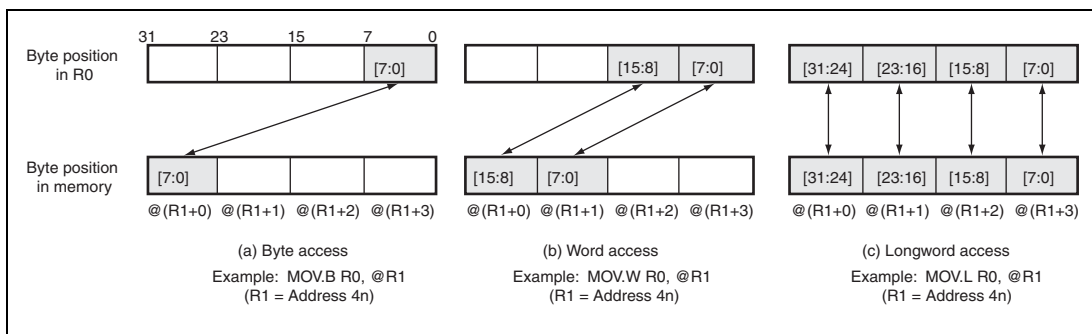 31 23 15 7 0
Byte position
in R0
[7:0]
[15:8] [7:0]
[31:24] [23:16] [15:8] [7:0]
Byte position
in memory
[7:0]
[15:8] [7:0]
[31:24] [23:16] [15:8] [7:0]
@(R1+0) @(R1+1) @(R1+2) @(R1+3)
@(R1+0) @(R1+1) @(R1+2) @(R1+3)
@(R1+0) @(R1+1) @(R1+2) @(R1+3)
(a) Byte access
Example: MOV.B R0, @R1
(R1 = Address 4n)
(b) Word access
Example: MOV.W R0, @R1
(R1 = Address 4n)
(c) Longword access
Example: MOV.L R0, @R1
(R1 = Address 4n)